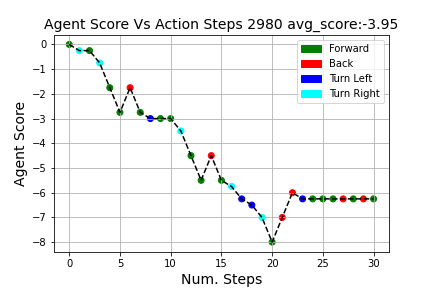 Agent Score Vs Action Steps 2980 avg_score:-3.95
0
−1
−2
−3
−4
−5
−6
−7
−8
Agent Score
Forward
Back
Turn Left
Turn Right
0
5
10
15
20
25
30
Num. Steps